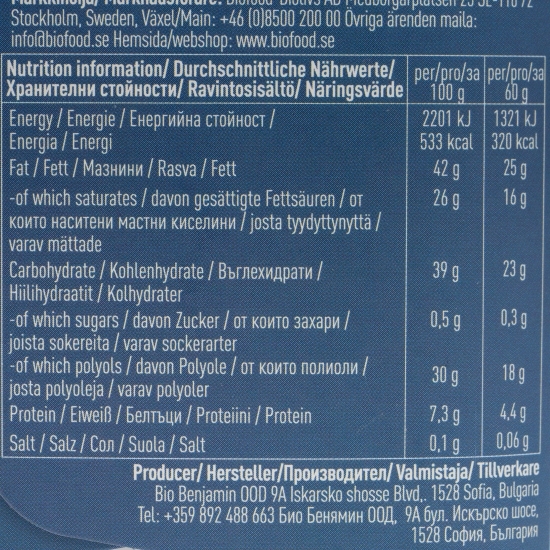 Stockholm, Sweden, Växel/Main: +46 (0)8500 200 00 Övriga ärenden maila:
info@biofood.se Hemsida/webshop: www.biofood.se
Nutrition information/ Durchschnittliche Nährwerte/ per/pro/за per/pro/за
Хранителни стойности/ Ravintosisältö/ Näringsvärde 100 g 60 g
Energy / Energie / Енергийна стойност / 2201 kJ 1321 kJ
Energia / Energi 533 kcal 320 kcal
Fat / Fett / Мазнини / Rasva / Fett 42 g 25 g
-of which saturates / davon gesättigte Fettsäuren / от 26 g 16 g
които наситени мастни киселини / josta tyydyttynyttä /
varav mättade
Carbohydrate / Kohlenhydrate / Въглехидрати / 39 g 23 g
Hiilihydraatit / Kolhydrater
-of which sugars / davon Zucker / от които захари / 0,5 g 0,3 g
joista sokereita / varav sockerarter
-of which polyols / davon Polyole / от които полиоли / 30 g 18 g
josta polyoleja / varav polyoler
Protein / Eiweiß / Белтъци / Proteiini / Protein 7,3 g 4,4 g
Salt / Salz / Сол / Suola / Salt 0,1 g 0,06 g
Producer/ Hersteller/Производител/ Valmistaja/ Tillverkare
Bio Benjamin OOD 9A Iskarsko shosse Blvd,. 1528 Sofia, Bulgaria
Tel: +359 892 488 663 Био Бенямин ООД, 9А бул. Искърско шосе,
1528 София, България